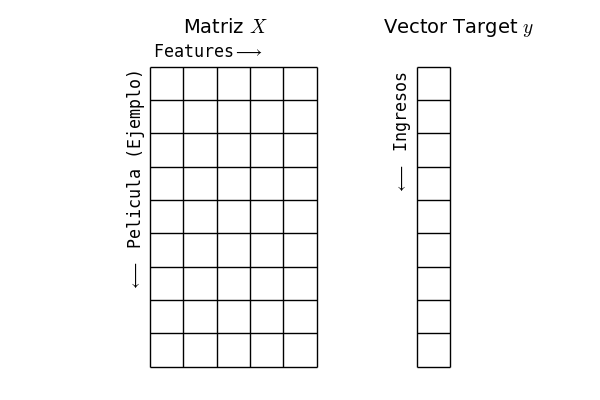 Matriz X
Features ⟶
⟵ Pelicula (Ejemplo)
Vector Target y
⟵ Ingresos